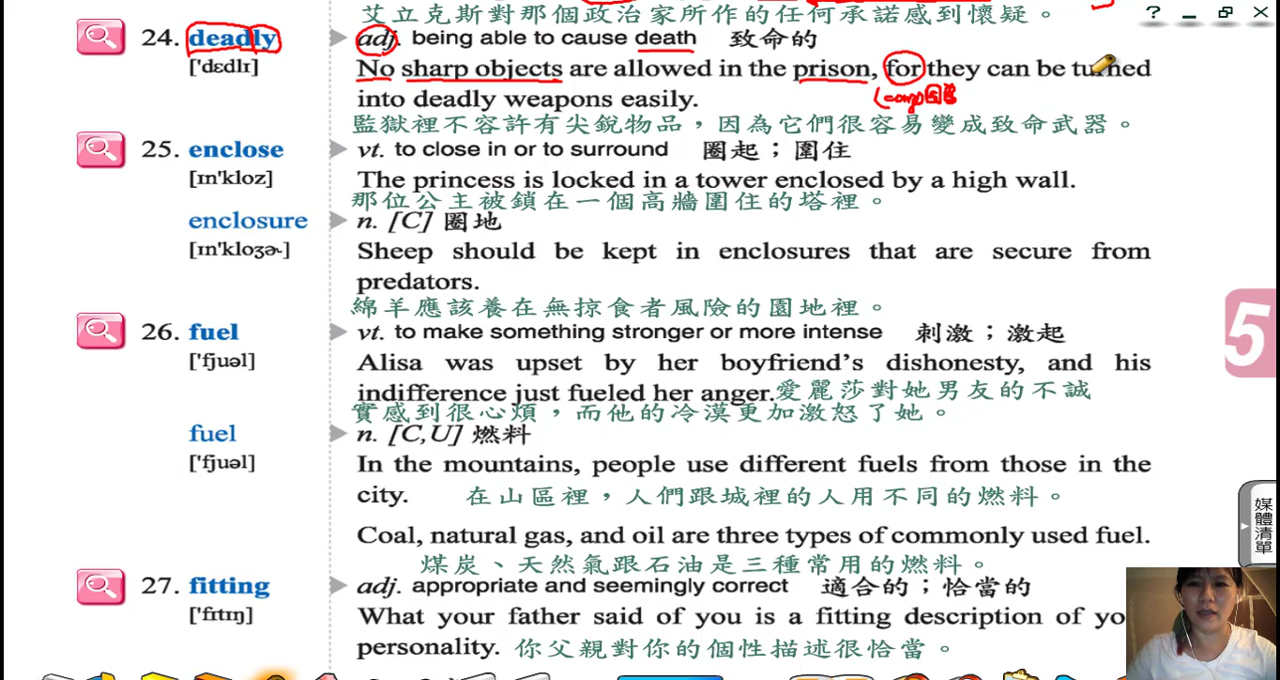 艾立克斯對那個政治家所作的任何承諾感到懷疑。
24. deadly adj. being able to cause death 致命的
[ˈdɛdlɪ] No sharp objects are allowed in the prison, for they can be turned
into deadly weapons easily.
監獄裡不容許有尖銳物品，因為它們很容易變成致命武器。
25. enclose vt. to close in or to surround 圈起；圍住
[ɪnˈkloz] The princess is locked in a tower enclosed by a high wall.
那位公主被鎖在一個高牆圍住的塔裡。
enclosure n. [C] 圈地
[ɪnˈkloʒɚ] Sheep should be kept in enclosures that are secure from
predators.
綿羊應該養在無掠食者風險的園地裡。
26. fuel vt. to make something stronger or more intense 刺激；激起
[ˈfjuəl] Alisa was upset by her boyfriend's dishonesty, and his
indifference just fueled her anger.愛麗莎對她男友的不誠
實感到很心煩，而他的冷漠更加激怒了她。
fuel n. [C,U] 燃料
[ˈfjuəl] In the mountains, people use different fuels from those in the
city. 在山區裡，人們跟城裡的人用不同的燃料。
Coal, natural gas, and oil are three types of commonly used fuel.
煤炭、天然氣跟石油是三種常用的燃料。
27. fitting adj. appropriate and seemingly correct 適合的；恰當的
[ˈfɪtɪŋ] What your father said of you is a fitting description of yo
personality. 你父親對你的個性描述很恰當。
5
媒體清單